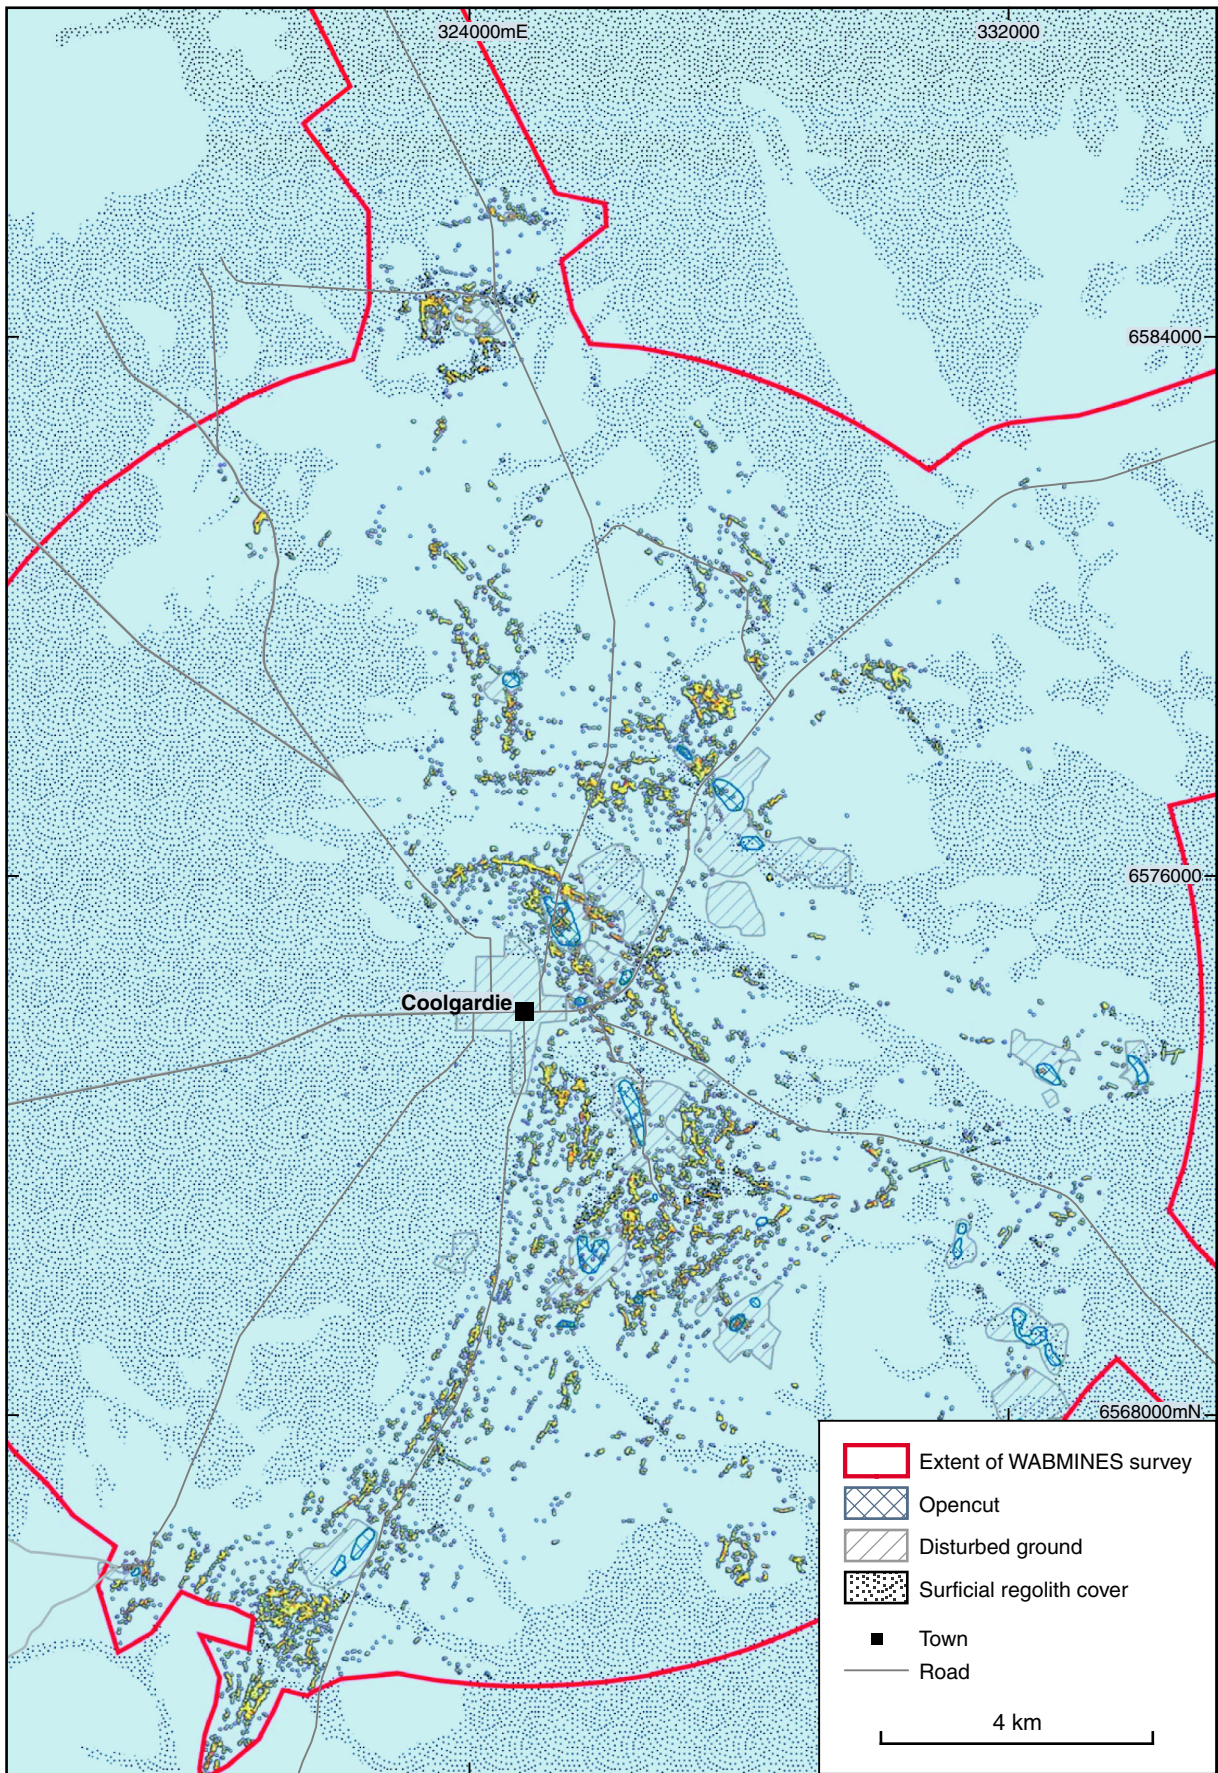 324000mE
332000
6584000
6576000
Coolgardie
6568000mN
Extent of WABMINES survey
Opencut
Disturbed ground
Surficial regolith cover
Town
Road
4 km